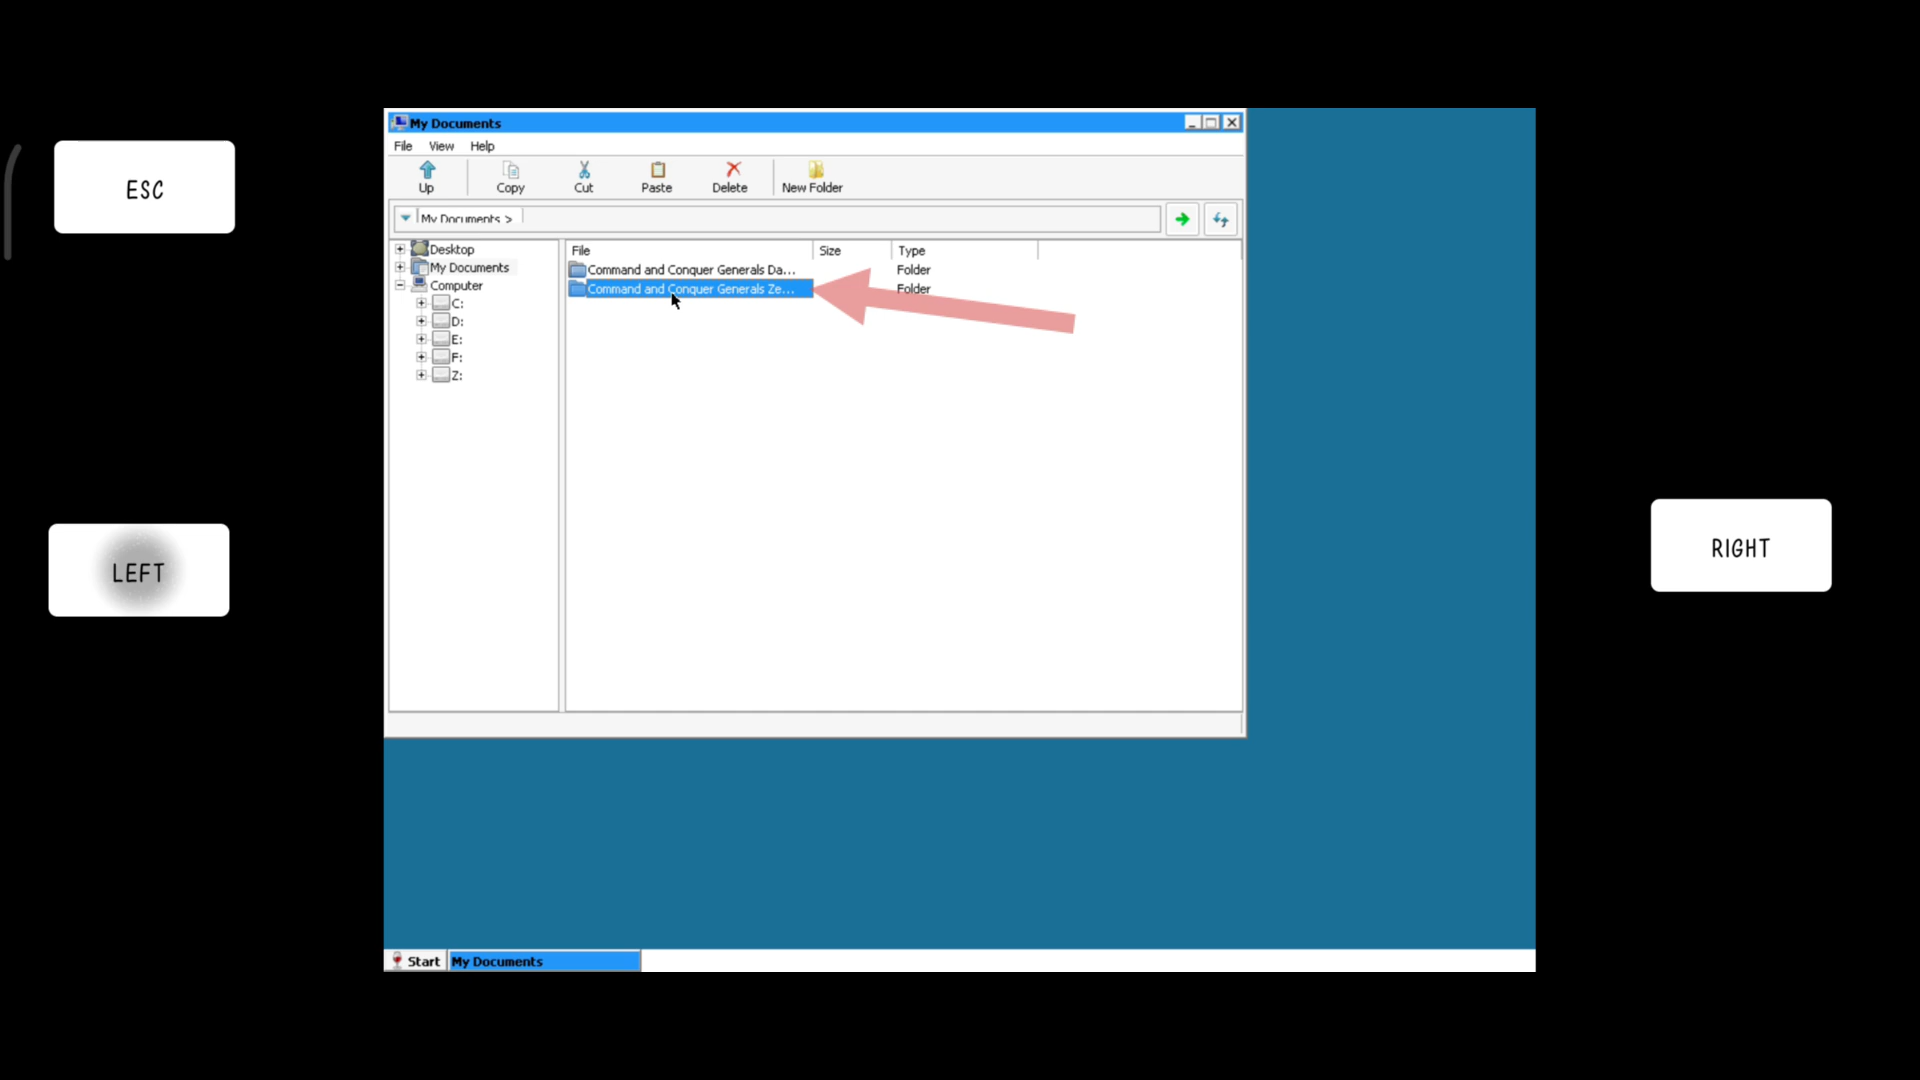 My Documents
File View Help
Up Copy Cut Paste Delete New Folder
My Documents >
File Size Type
Desktop
My Documents
Computer
C:
D:
E:
F:
Z:
Command and Conquer Generals Da... Folder
Command and Conquer Generals Ze... Folder
ESC
LEFT
RIGHT
Start My Documents